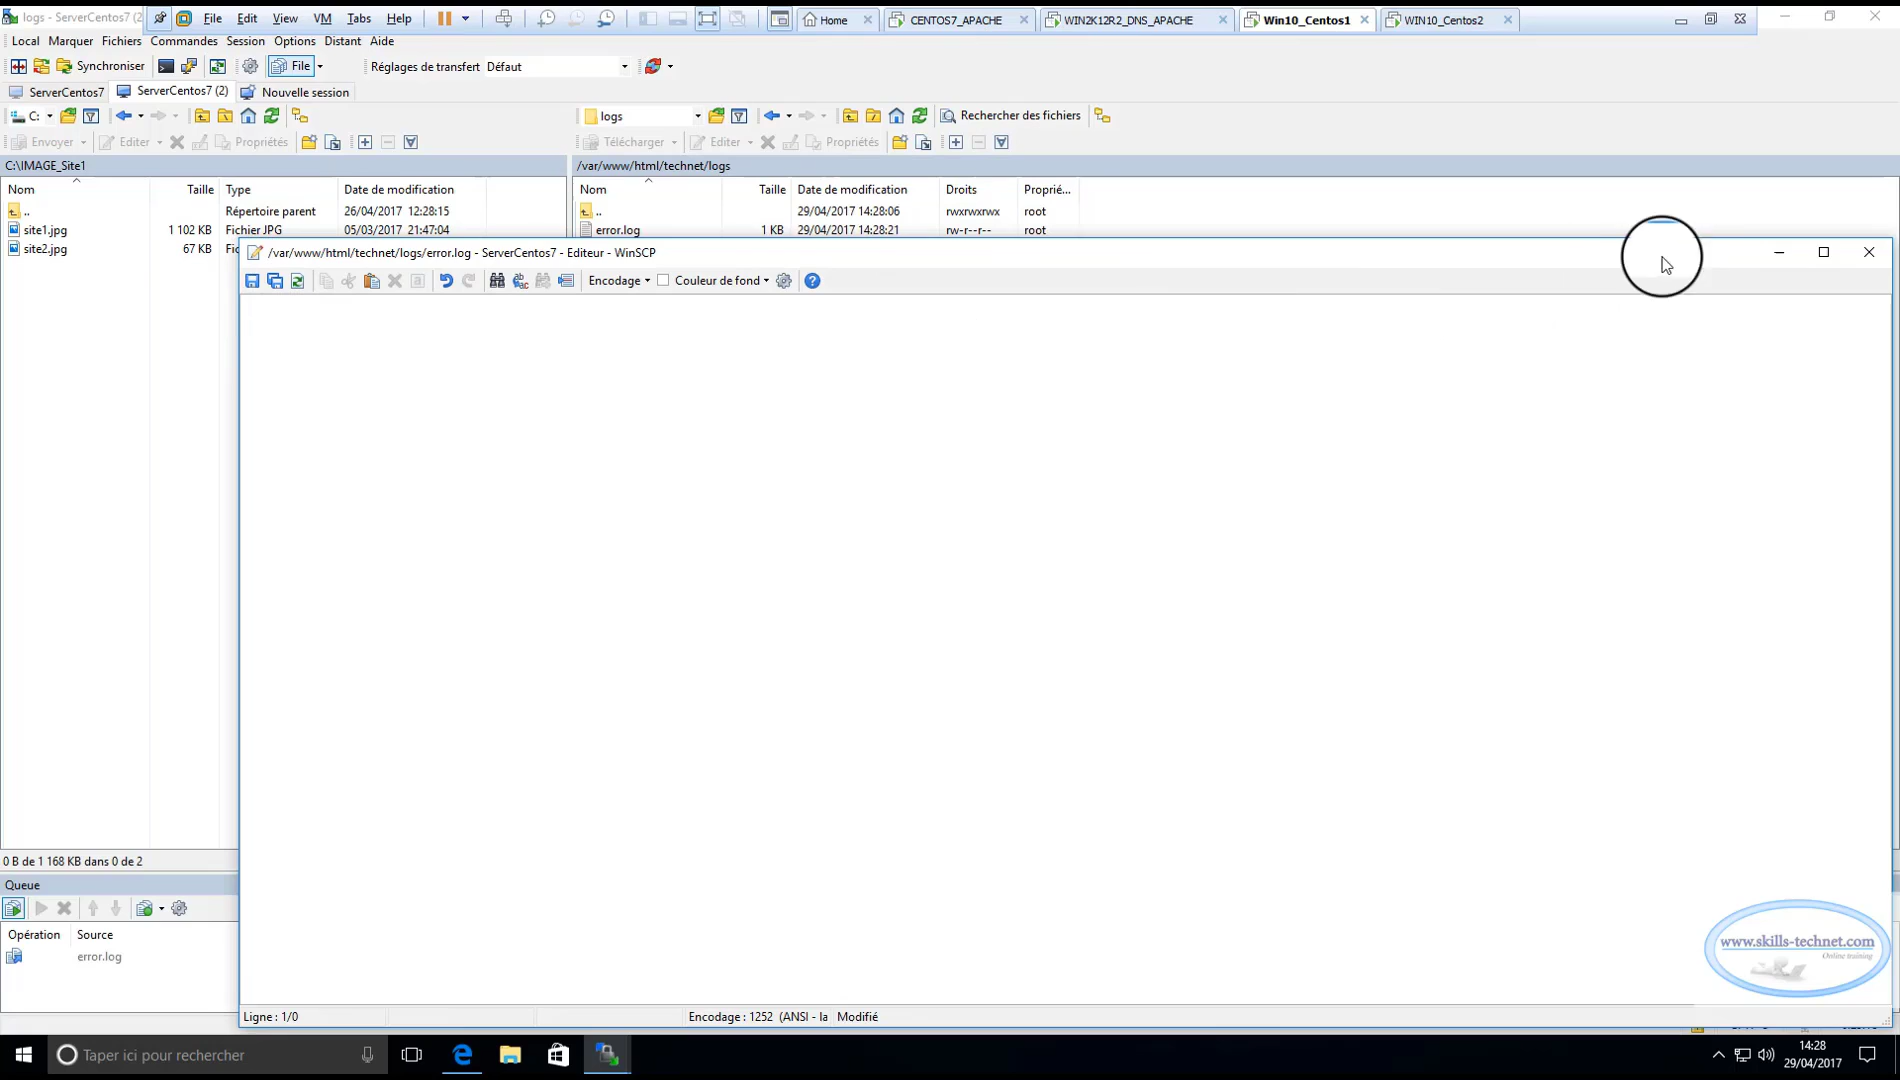 logs - ServerCentos7 (2
File Edit View VM Tabs Help
Home CENTOS7_APACHE WIN2K12R2_DNS_APACHE Win10_Centos1 WIN10_Centos2
Local Marquer Fichiers Commandes Session Options Distant Aide
Synchroniser File Réglages de transfert Défaut
ServerCentos7 ServerCentos7 (2) Nouvelle session
C: logs Rechercher des fichiers
Envoyer Editer Propriétés Télécharger Editer Propriétés
C:\IMAGE_Site1 /var/www/html/technet/logs
Nom Taille Type Date de modification Nom Taille Date de modification Droits Proprié...
.. Répertoire parent 26/04/2017 12:28:15 .. 29/04/2017 14:28:06 rwxrwxrwx root
site1.jpg 1 102 KB Fichier JPG 05/03/2017 21:47:04 error.log 1 KB 29/04/2017 14:28:21 rw-r--r-- root
site2.jpg 67 KB
/var/www/html/technet/logs/error.log - ServerCentos7 - Editeur - WinSCP
Encodage Couleur de fond
0 B de 1 168 KB dans 0 de 2
Queue
Opération Source
error.log
www.skills-technet.com
Online training
Ligne : 1/0 Encodage : 1252 (ANSI - la Modifié
Taper ici pour rechercher
14:28
29/04/2017